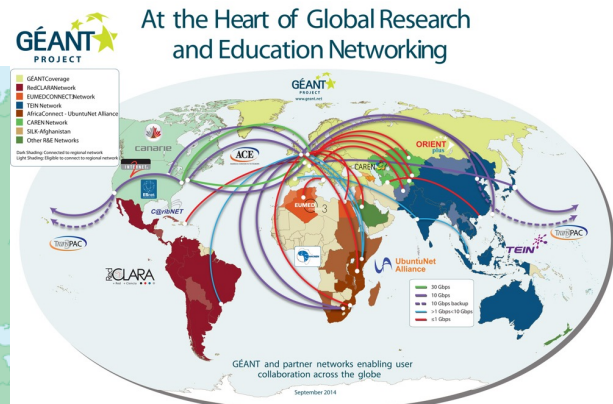 GÉANT
PROJECT
At the Heart of Global Research
and Education Networking
GÉANT
PROJECT
www.geant.net
GÉANTCoverage
RedCLARANetwork
EUMEDCONNECT3Network
TEIN Network
AfricaConnect - UbuntuNet Alliance
CAREN Network
SILK-Afghanistan
Other R&E Networks
Dark Shading: Connected to regional network
Light Shading: Eligible to connect to regional network
canarie
ACE
ORIENT
plus
CAREN
INTERNET
ESnet
C@ribNET
EUMED
3
TransPAC
TransPAC
TEIN
UbuntuNet
Alliance
CLARA
30 Gbps
10 Gbps
10 Gbps backup
>1 Gbps<10 Gbps
≤1 Gbps
GÉANT and partner networks enabling user
collaboration across the globe
September 2014